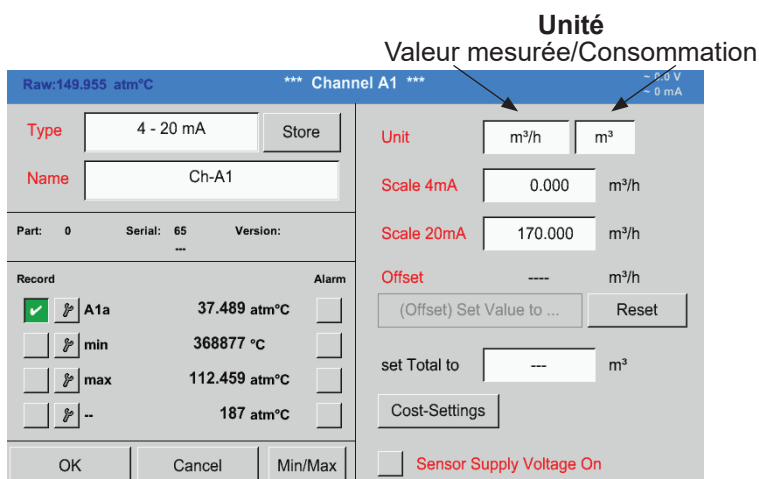 Unité
Valeur mesurée/Consommation
Raw:149.955 atm°C
*** Channel A1 ***
~ 0.0 V
~ 0 mA
Type 4 - 20 mA Store
Name Ch-A1
Part: 0 Serial: 65 Version:
---
Record Alarm
A1a 37.489 atm°C
min 368877 °C
max 112.459 atm°C
-- 187 atm°C
OK Cancel Min/Max
Unit m³/h m³
Scale 4mA 0.000 m³/h
Scale 20mA 170.000 m³/h
Offset ---- m³/h
(Offset) Set Value to ... Reset
set Total to --- m³
Cost-Settings
Sensor Supply Voltage On